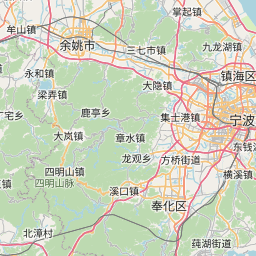 掌起镇
牟山镇
余姚市
三七市镇
九龙湖镇
永和镇
镇海区
大隐镇
梁弄镇
鹿亭乡
集士港镇
宁波
大岚镇
章水镇
龙观乡
方桥街道
东钱
四明山镇
四明山脉
横溪镇
溪口镇
奉化区
北漳村
莼湖街道